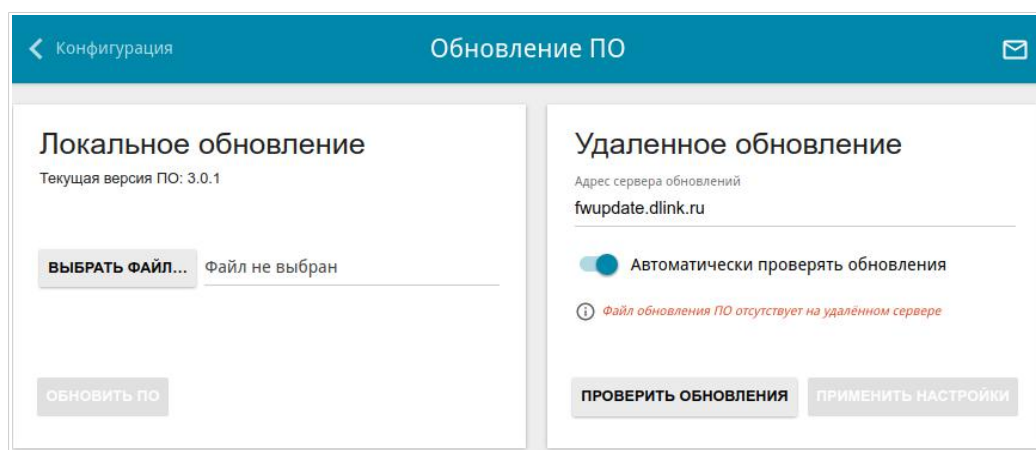 Конфигурация
Обновление ПО
Локальное обновление
Текущая версия ПО: 3.0.1
ВЫБРАТЬ ФАЙЛ...
Файл не выбран
ОБНОВИТЬ ПО
Удаленное обновление
Адрес сервера обновлений
fwupdate.dlink.ru
Автоматически проверять обновления
Файл обновления ПО отсутствует на удалённом сервере
ПРОВЕРИТЬ ОБНОВЛЕНИЯ
ПРИМЕНИТЬ НАСТРОЙКИ